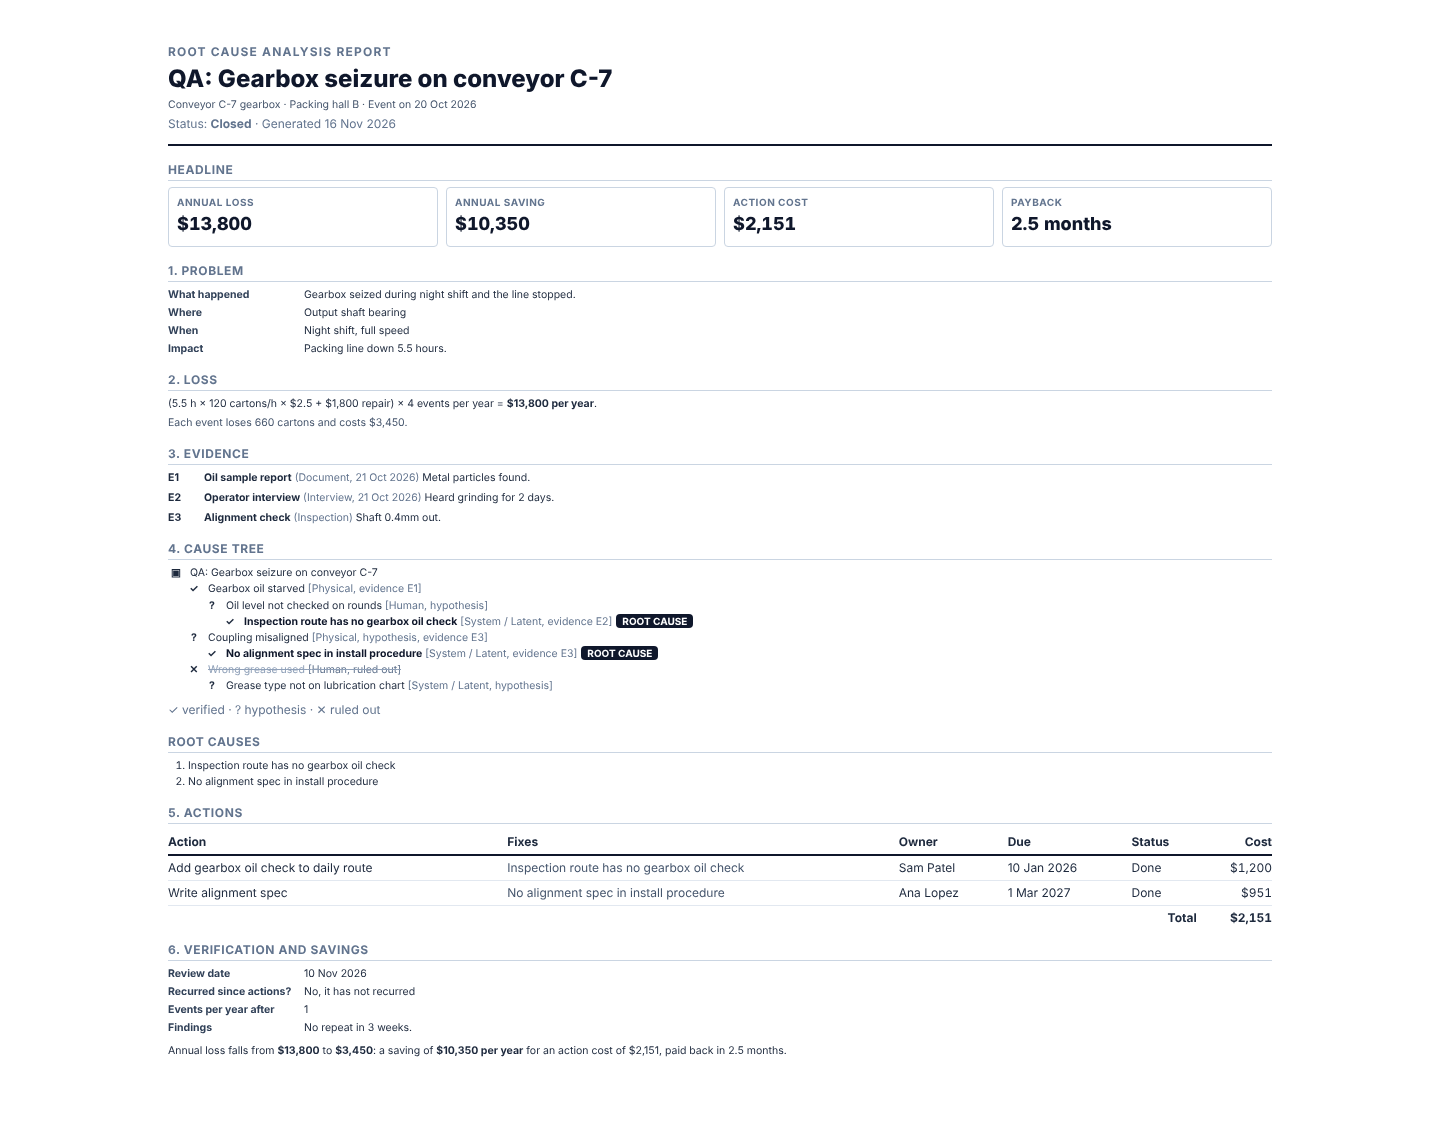 ROOT CAUSE ANALYSIS REPORT
QA: Gearbox seizure on conveyor C-7
Conveyor C-7 gearbox · Packing hall B · Event on 20 Oct 2026
Status: Closed · Generated 16 Nov 2026
HEADLINE
ANNUAL LOSS
$13,800
ANNUAL SAVING
$10,350
ACTION COST
$2,151
PAYBACK
2.5 months
1. PROBLEM
What happened Gearbox seized during night shift and the line stopped.
Where Output shaft bearing
When Night shift, full speed
Impact Packing line down 5.5 hours.
2. LOSS
(5.5 h × 120 cartons/h × $2.5 + $1,800 repair) × 4 events per year = $13,800 per year.
Each event loses 660 cartons and costs $3,450.
3. EVIDENCE
E1 Oil sample report (Document, 21 Oct 2026) Metal particles found.
E2 Operator interview (Interview, 21 Oct 2026) Heard grinding for 2 days.
E3 Alignment check (Inspection) Shaft 0.4mm out.
4. CAUSE TREE
▣ QA: Gearbox seizure on conveyor C-7
✓ Gearbox oil starved [Physical, evidence E1]
? Oil level not checked on rounds [Human, hypothesis]
✓ Inspection route has no gearbox oil check [System / Latent, evidence E2] ROOT CAUSE
? Coupling misaligned [Physical, hypothesis, evidence E3]
✓ No alignment spec in install procedure [System / Latent, evidence E3] ROOT CAUSE
✕ Wrong grease used [Human, ruled out]
? Grease type not on lubrication chart [System / Latent, hypothesis]
✓ verified · ? hypothesis · ✕ ruled out
ROOT CAUSES
1. Inspection route has no gearbox oil check
2. No alignment spec in install procedure
5. ACTIONS
Action Fixes Owner Due Status Cost
Add gearbox oil check to daily route Inspection route has no gearbox oil check Sam Patel 10 Jan 2026 Done $1,200
Write alignment spec No alignment spec in install procedure Ana Lopez 1 Mar 2027 Done $951
Total $2,151
6. VERIFICATION AND SAVINGS
Review date 10 Nov 2026
Recurred since actions? No, it has not recurred
Events per year after 1
Findings No repeat in 3 weeks.
Annual loss falls from $13,800 to $3,450: a saving of $10,350 per year for an action cost of $2,151, paid back in 2.5 months.